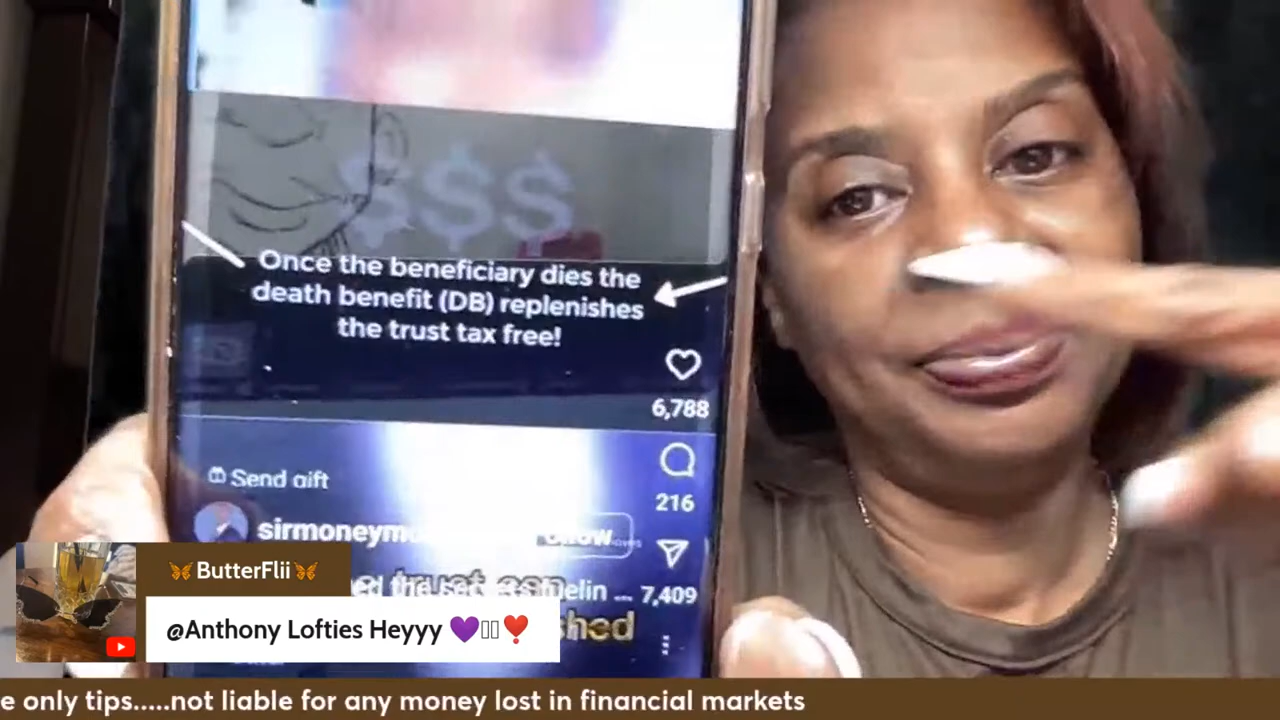 $$$
Once the beneficiary dies the
death benefit (DB) replenishes
the trust tax free!
6,788
216
Send gift
7,409
🦋 ButterFlii 🦋
@Anthony Lofties Heyyy 💜▯▯❣️
e only tips.....not liable for any money lost in financial markets